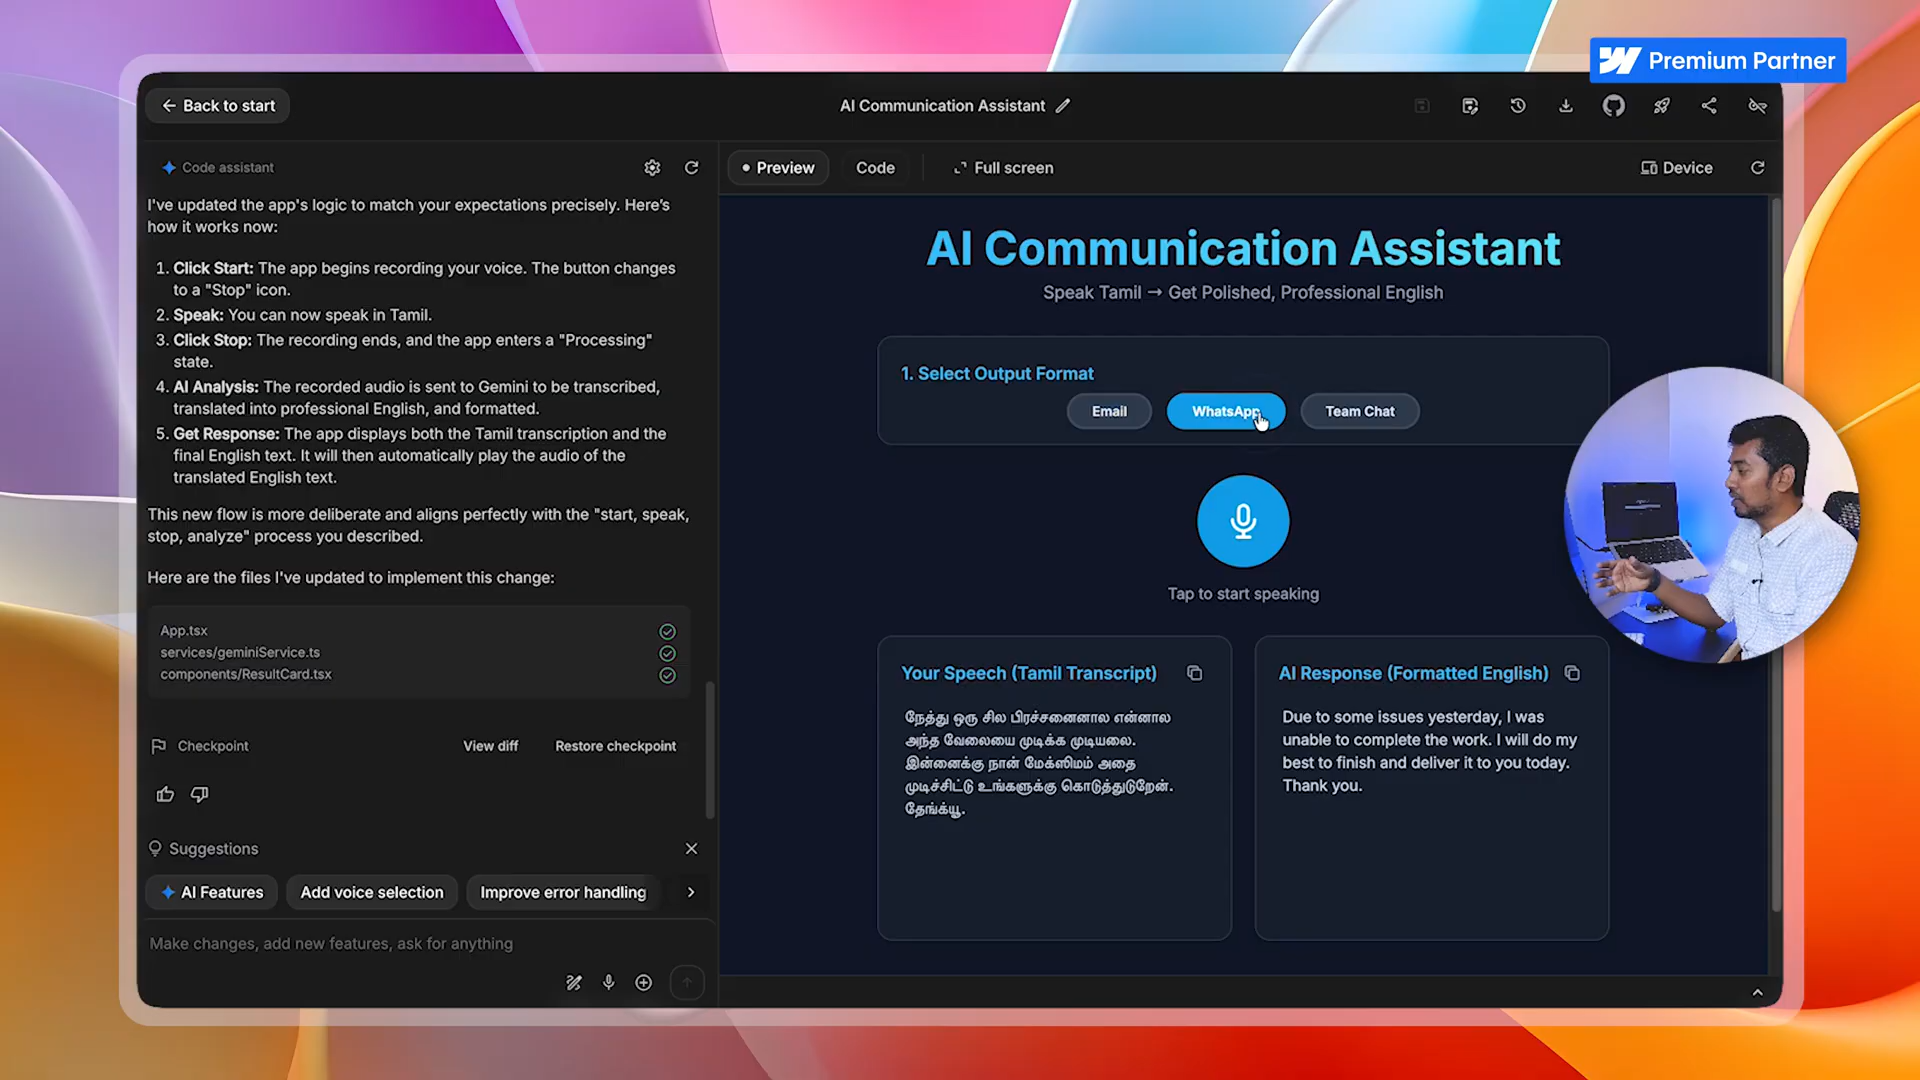 Premium Partner
Back to start
AI Communication Assistant
Code assistant
I've updated the app's logic to match your expectations precisely. Here's
how it works now:
1. Click Start: The app begins recording your voice. The button changes
to a "Stop" icon.
2. Speak: You can now speak in Tamil.
3. Click Stop: The recording ends, and the app enters a "Processing"
state.
4. AI Analysis: The recorded audio is sent to Gemini to be transcribed,
translated into professional English, and formatted.
5. Get Response: The app displays both the Tamil transcription and the
final English text. It will then automatically play the audio of the
translated English text.
This new flow is more deliberate and aligns perfectly with the "start, speak,
stop, analyze" process you described.
Here are the files I've updated to implement this change:
App.tsx
services/geminiService.ts
components/ResultCard.tsx
Checkpoint View diff Restore checkpoint
Suggestions
AI Features Add voice selection Improve error handling
Make changes, add new features, ask for anything
Preview Code Full screen Device
AI Communication Assistant
Speak Tamil → Get Polished, Professional English
1. Select Output Format
Email WhatsApp Team Chat
Tap to start speaking
Your Speech (Tamil Transcript)
நேத்து ஒரு சில பிரச்சனைனால என்னால
அந்த வேலையை முடிக்க முடியலை.
இன்னைக்கு நான் மேக்ஸிமம் அதை
முடிச்சிட்டு உங்களுக்கு கொடுத்துடுறேன்.
தேங்க்யூ.
AI Response (Formatted English)
Due to some issues yesterday, I was
unable to complete the work. I will do my
best to finish and deliver it to you today.
Thank you.